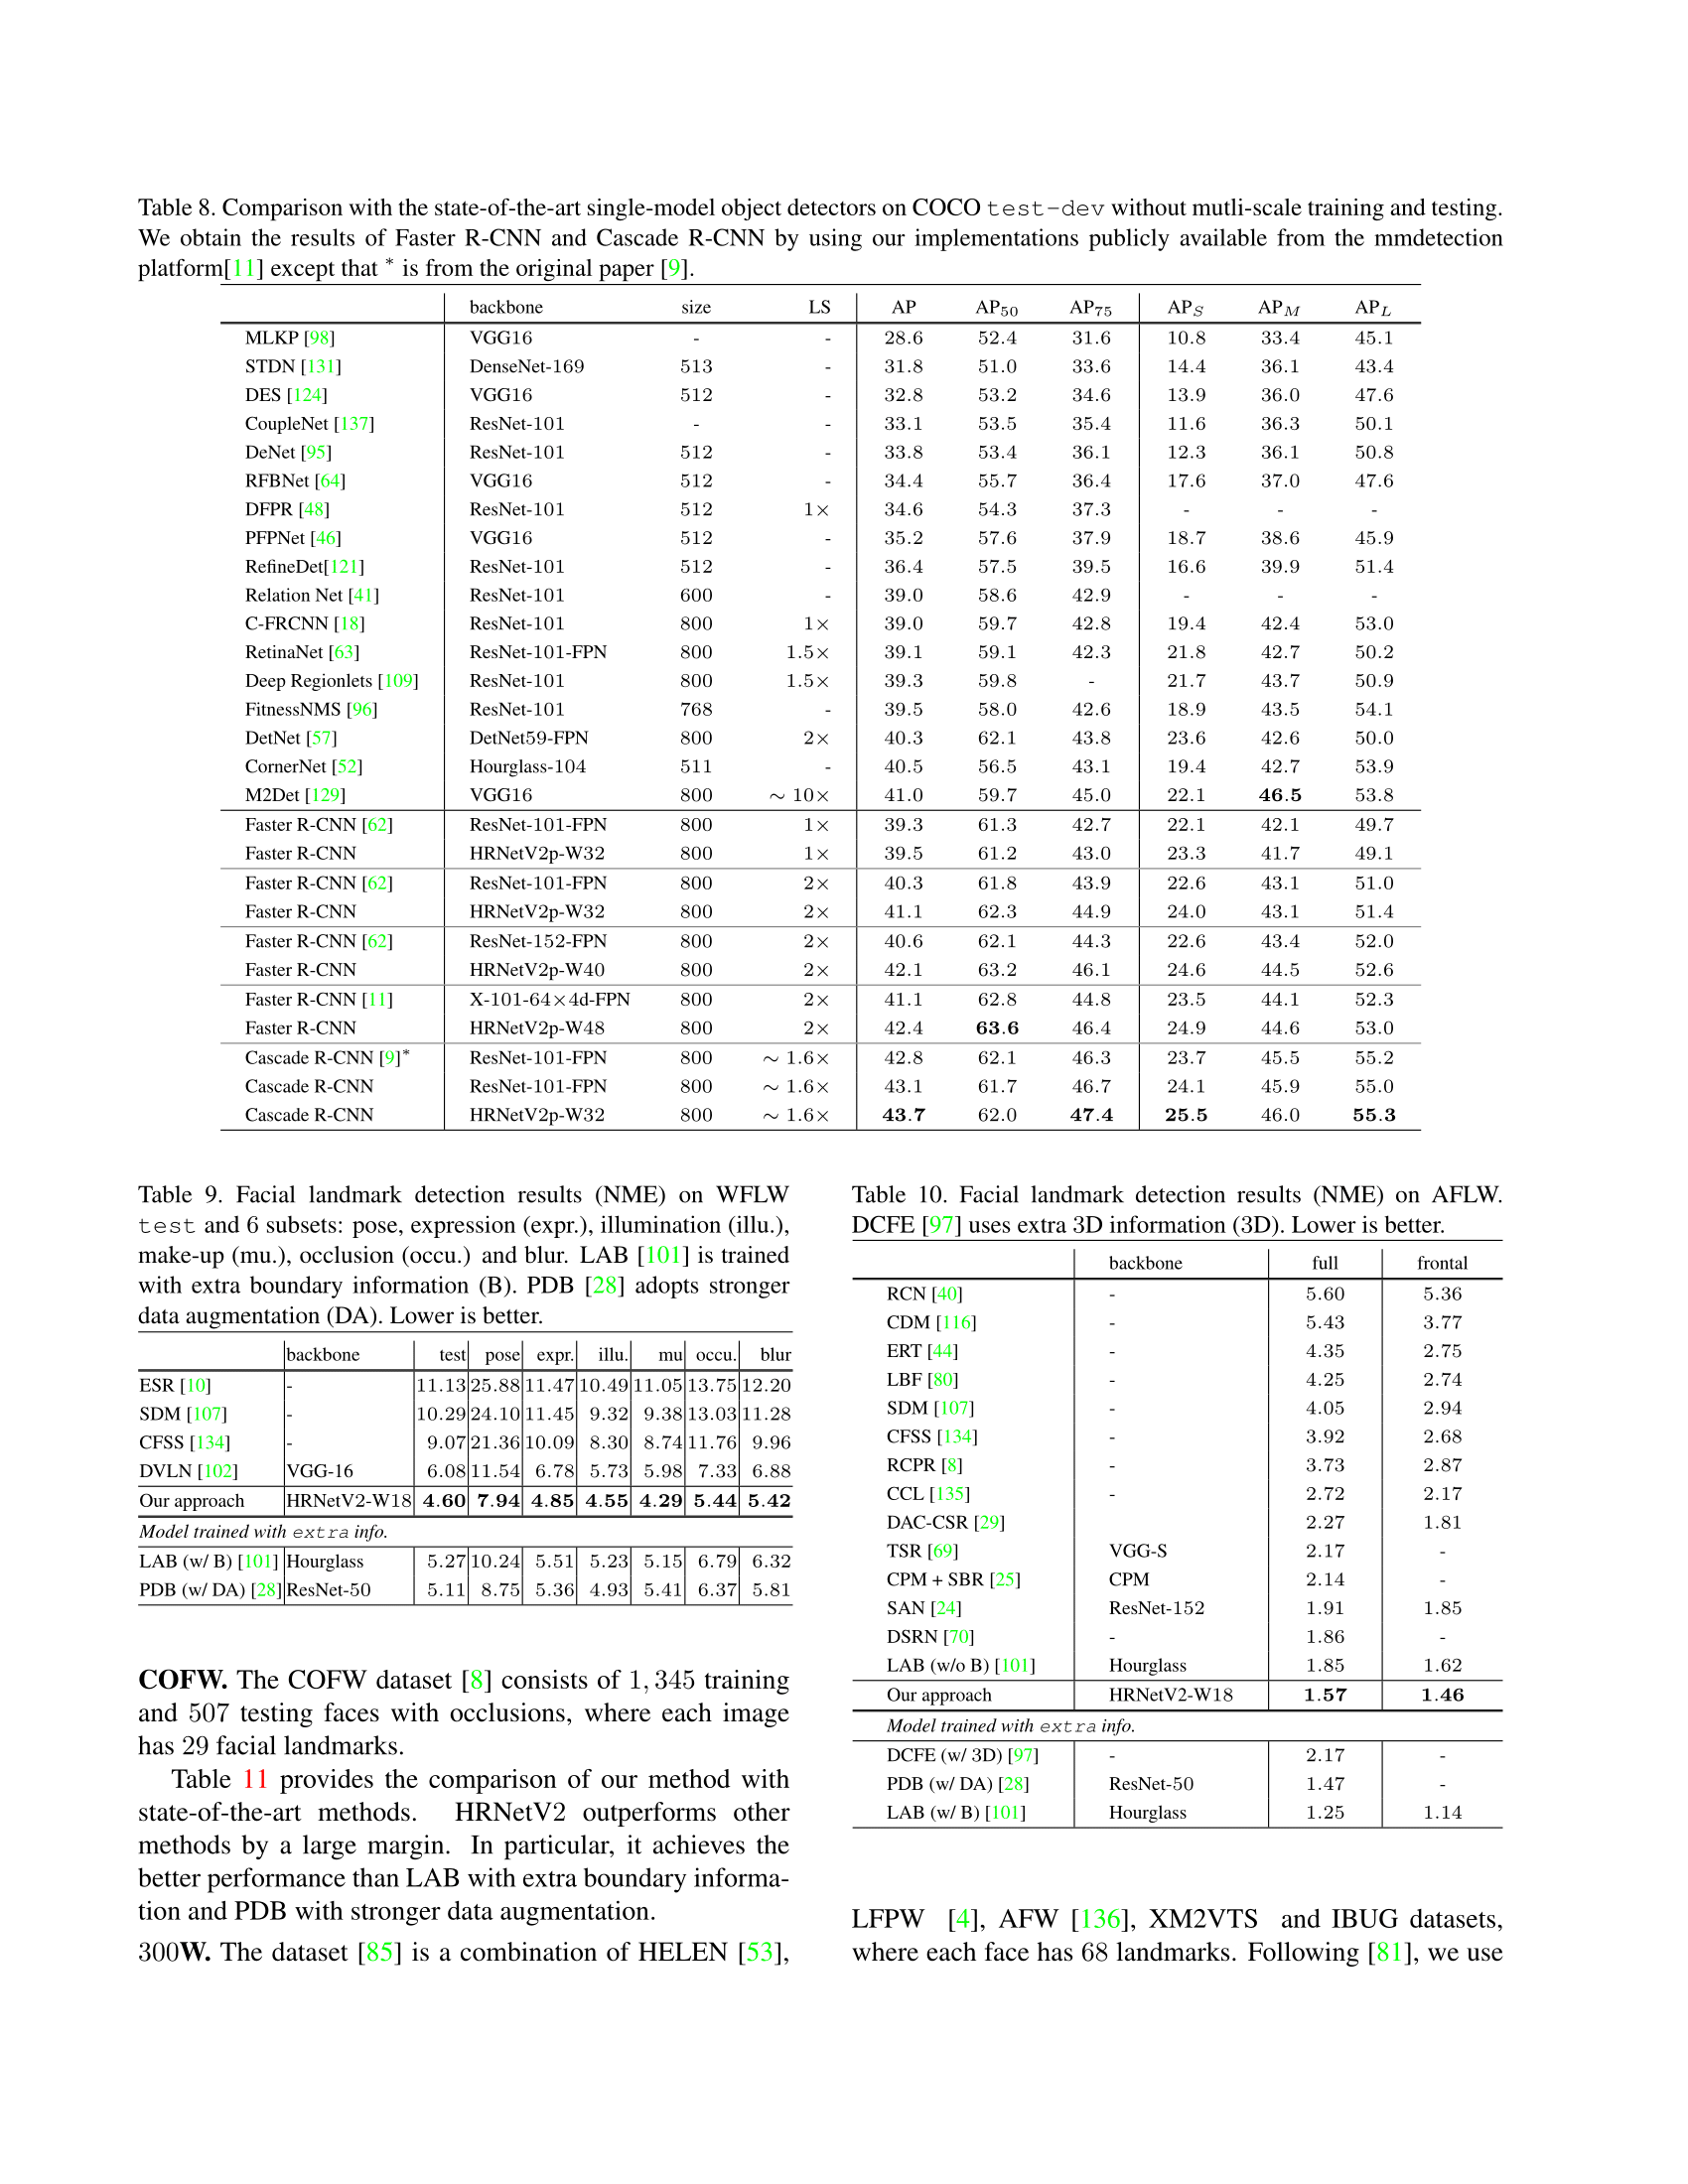 Table 8. Comparison with the state-of-the-art single-model object detectors on COCO test-dev without mutli-scale training and testing.
We obtain the results of Faster R-CNN and Cascade R-CNN by using our implementations publicly available from the mmdetection
platform[11] except that * is from the original paper [9].
backbone size LS AP AP50 AP75 APS APM APL
MLKP [98] VGG16 - - 28.6 52.4 31.6 10.8 33.4 45.1
STDN [131] DenseNet-169 513 - 31.8 51.0 33.6 14.4 36.1 43.4
DES [124] VGG16 512 - 32.8 53.2 34.6 13.9 36.0 47.6
CoupleNet [137] ResNet-101 - - 33.1 53.5 35.4 11.6 36.3 50.1
DeNet [95] ResNet-101 512 - 33.8 53.4 36.1 12.3 36.1 50.8
RFBNet [64] VGG16 512 - 34.4 55.7 36.4 17.6 37.0 47.6
DFPR [48] ResNet-101 512 1× 34.6 54.3 37.3 - - -
PFPNet [46] VGG16 512 - 35.2 57.6 37.9 18.7 38.6 45.9
RefineDet[121] ResNet-101 512 - 36.4 57.5 39.5 16.6 39.9 51.4
Relation Net [41] ResNet-101 600 - 39.0 58.6 42.9 - - -
C-FRCNN [18] ResNet-101 800 1× 39.0 59.7 42.8 19.4 42.4 53.0
RetinaNet [63] ResNet-101-FPN 800 1.5× 39.1 59.1 42.3 21.8 42.7 50.2
Deep Regionlets [109] ResNet-101 800 1.5× 39.3 59.8 - 21.7 43.7 50.9
FitnessNMS [96] ResNet-101 768 - 39.5 58.0 42.6 18.9 43.5 54.1
DetNet [57] DetNet59-FPN 800 2× 40.3 62.1 43.8 23.6 42.6 50.0
CornerNet [52] Hourglass-104 511 - 40.5 56.5 43.1 19.4 42.7 53.9
M2Det [129] VGG16 800 ∼ 10× 41.0 59.7 45.0 22.1 46.5 53.8
Faster R-CNN [62] ResNet-101-FPN 800 1× 39.3 61.3 42.7 22.1 42.1 49.7
Faster R-CNN HRNetV2p-W32 800 1× 39.5 61.2 43.0 23.3 41.7 49.1
Faster R-CNN [62] ResNet-101-FPN 800 2× 40.3 61.8 43.9 22.6 43.1 51.0
Faster R-CNN HRNetV2p-W32 800 2× 41.1 62.3 44.9 24.0 43.1 51.4
Faster R-CNN [62] ResNet-152-FPN 800 2× 40.6 62.1 44.3 22.6 43.4 52.0
Faster R-CNN HRNetV2p-W40 800 2× 42.1 63.2 46.1 24.6 44.5 52.6
Faster R-CNN [11] X-101-64×4d-FPN 800 2× 41.1 62.8 44.8 23.5 44.1 52.3
Faster R-CNN HRNetV2p-W48 800 2× 42.4 63.6 46.4 24.9 44.6 53.0
Cascade R-CNN [9]* ResNet-101-FPN 800 ∼ 1.6× 42.8 62.1 46.3 23.7 45.5 55.2
Cascade R-CNN ResNet-101-FPN 800 ∼ 1.6× 43.1 61.7 46.7 24.1 45.9 55.0
Cascade R-CNN HRNetV2p-W32 800 ∼ 1.6× 43.7 62.0 47.4 25.5 46.0 55.3
Table 9. Facial landmark detection results (NME) on WFLW
test and 6 subsets: pose, expression (expr.), illumination (illu.),
make-up (mu.), occlusion (occu.) and blur. LAB [101] is trained
with extra boundary information (B). PDB [28] adopts stronger
data augmentation (DA). Lower is better.
backbone test pose expr. illu. mu occu. blur
ESR [10] - 11.13 25.88 11.47 10.49 11.05 13.75 12.20
SDM [107] - 10.29 24.10 11.45 9.32 9.38 13.03 11.28
CFSS [134] - 9.07 21.36 10.09 8.30 8.74 11.76 9.96
DVLN [102] VGG-16 6.08 11.54 6.78 5.73 5.98 7.33 6.88
Our approach HRNetV2-W18 4.60 7.94 4.85 4.55 4.29 5.44 5.42
Model trained with extra info.
LAB (w/ B) [101] Hourglass 5.27 10.24 5.51 5.23 5.15 6.79 6.32
PDB (w/ DA) [28] ResNet-50 5.11 8.75 5.36 4.93 5.41 6.37 5.81
COFW. The COFW dataset [8] consists of 1, 345 training
and 507 testing faces with occlusions, where each image
has 29 facial landmarks.
Table 11 provides the comparison of our method with
state-of-the-art methods. HRNetV2 outperforms other
methods by a large margin. In particular, it achieves the
better performance than LAB with extra boundary informa-
tion and PDB with stronger data augmentation.
300W. The dataset [85] is a combination of HELEN [53],
Table 10. Facial landmark detection results (NME) on AFLW.
DCFE [97] uses extra 3D information (3D). Lower is better.
backbone full frontal
RCN [40] - 5.60 5.36
CDM [116] - 5.43 3.77
ERT [44] - 4.35 2.75
LBF [80] - 4.25 2.74
SDM [107] - 4.05 2.94
CFSS [134] - 3.92 2.68
RCPR [8] - 3.73 2.87
CCL [135] - 2.72 2.17
DAC-CSR [29] 2.27 1.81
TSR [69] VGG-S 2.17 -
CPM + SBR [25] CPM 2.14 -
SAN [24] ResNet-152 1.91 1.85
DSRN [70] - 1.86 -
LAB (w/o B) [101] Hourglass 1.85 1.62
Our approach HRNetV2-W18 1.57 1.46
Model trained with extra info.
DCFE (w/ 3D) [97] - 2.17 -
PDB (w/ DA) [28] ResNet-50 1.47 -
LAB (w/ B) [101] Hourglass 1.25 1.14
LFPW [4], AFW [136], XM2VTS and IBUG datasets,
where each face has 68 landmarks. Following [81], we use